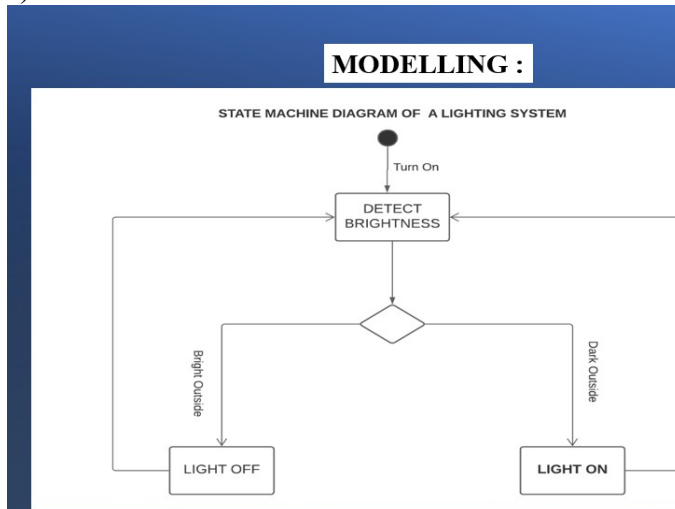 MODELLING :
STATE MACHINE DIAGRAM OF A LIGHTING SYSTEM
Turn On
DETECT
BRIGHTNESS
Bright Outside
Dark Outside
LIGHT OFF
LIGHT ON